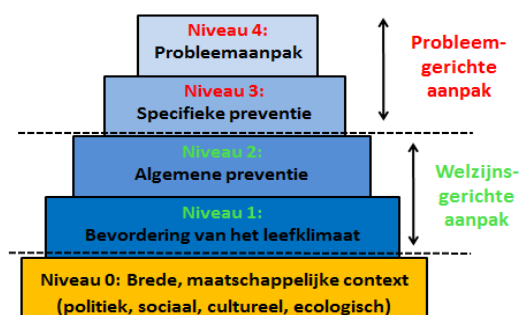 Niveau 4:
Probleemaanpak
Probleem-
gerichte
aanpak
Niveau 3:
Specifieke preventie
Niveau 2:
Algemene preventie
Welzijns-
gerichte
aanpak
Niveau 1:
Bevordering van het leefklimaat
Niveau 0: Brede, maatschappelijke context
(politiek, sociaal, cultureel, ecologisch)